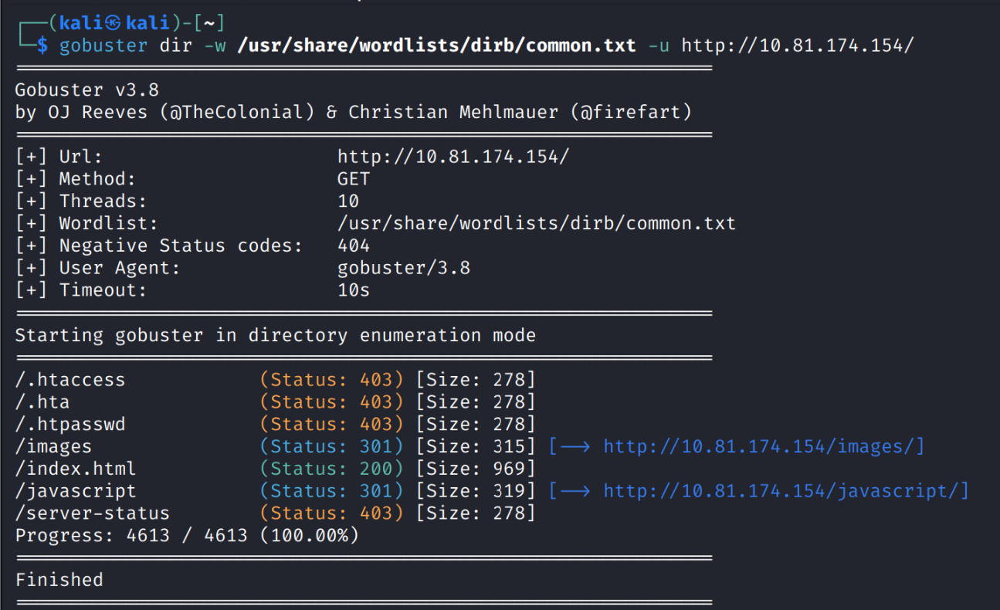 ┌──(kali㉿kali)-[~]
└─$ gobuster dir -w /usr/share/wordlists/dirb/common.txt -u http://10.81.174.154/
===============================================================
Gobuster v3.8
by OJ Reeves (@TheColonial) & Christian Mehlmauer (@firefart)
===============================================================
[+] Url:                     http://10.81.174.154/
[+] Method:                  GET
[+] Threads:                 10
[+] Wordlist:                /usr/share/wordlists/dirb/common.txt
[+] Negative Status codes:   404
[+] User Agent:              gobuster/3.8
[+] Timeout:                 10s
===============================================================
Starting gobuster in directory enumeration mode
===============================================================
/.htaccess            (Status: 403) [Size: 278]
/.hta                 (Status: 403) [Size: 278]
/.htpasswd            (Status: 403) [Size: 278]
/images               (Status: 301) [Size: 315] [--> http://10.81.174.154/images/]
/index.html           (Status: 200) [Size: 969]
/javascript           (Status: 301) [Size: 319] [--> http://10.81.174.154/javascript/]
/server-status        (Status: 403) [Size: 278]
Progress: 4613 / 4613 (100.00%)
===============================================================
Finished
===============================================================